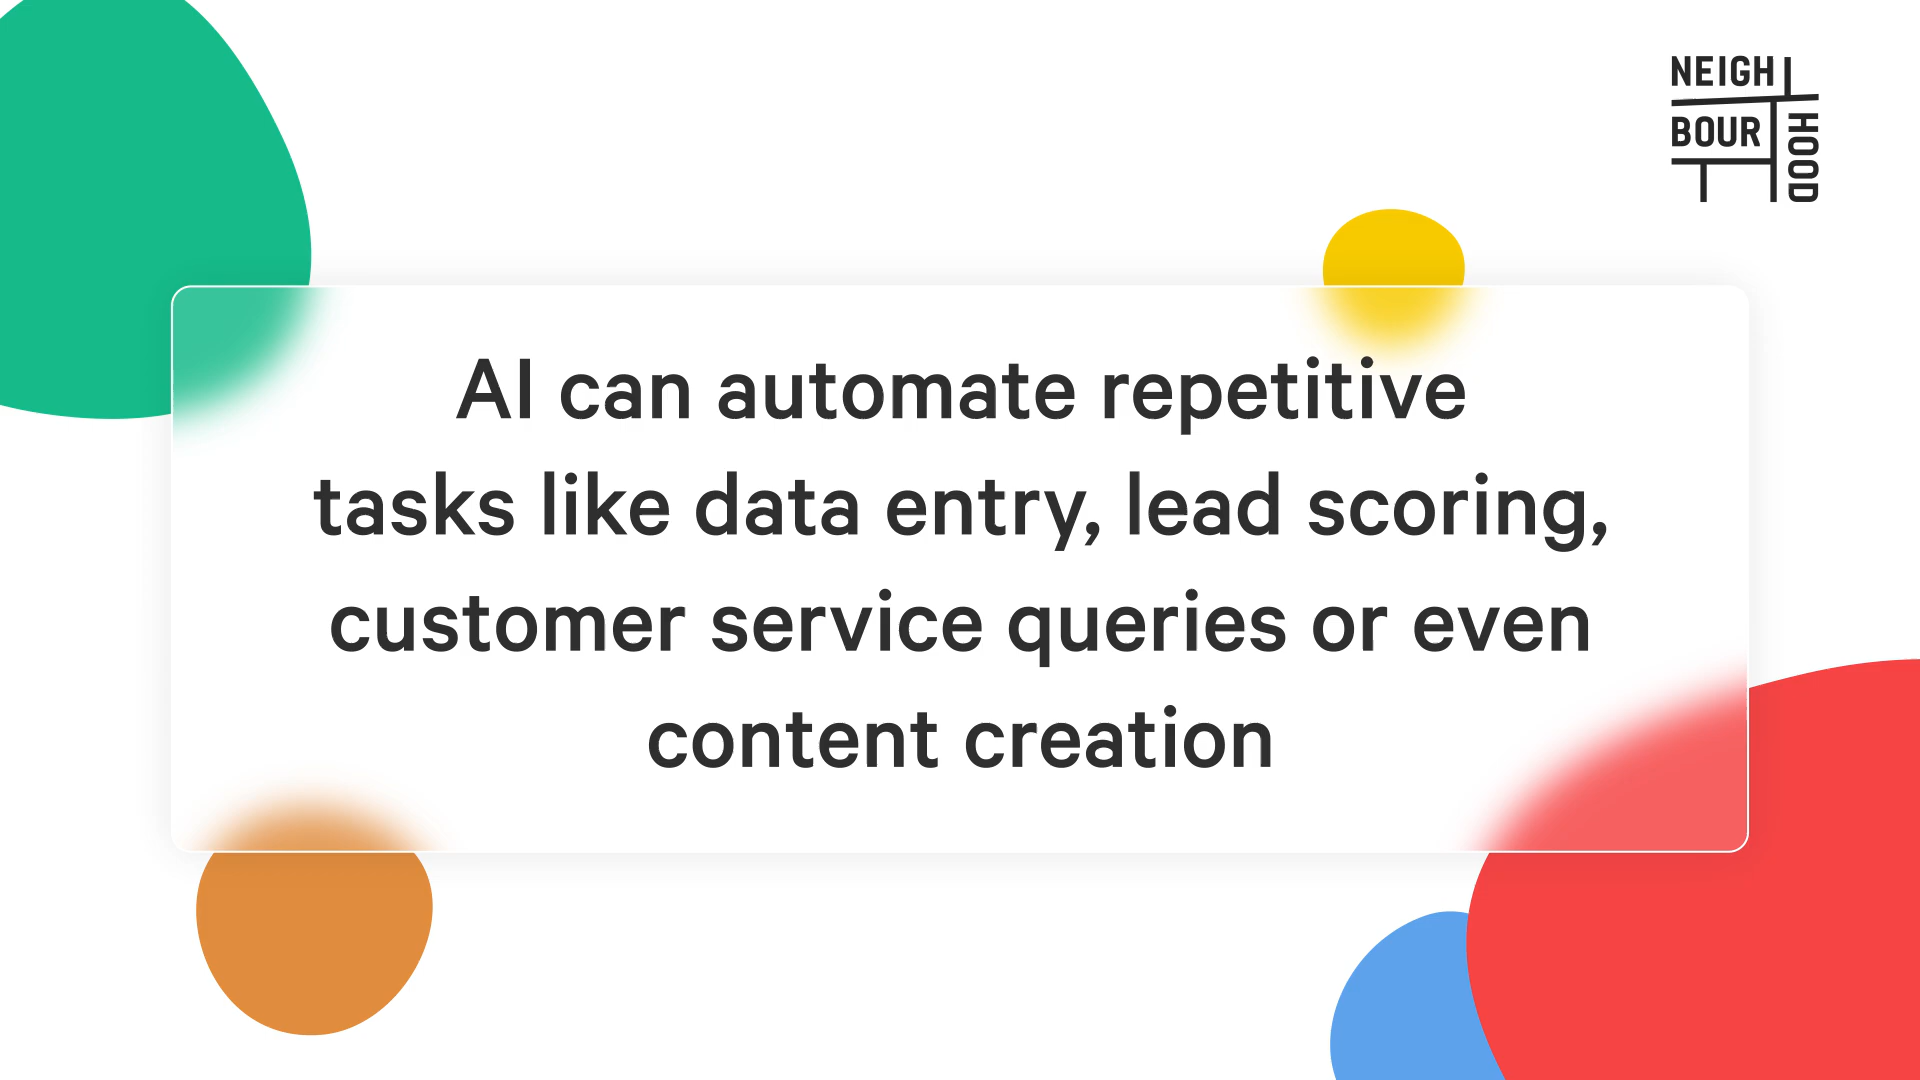 NEIGH
BOUR
HOOD
AI can automate repetitive
tasks like data entry, lead scoring,
customer service queries or even
content creation